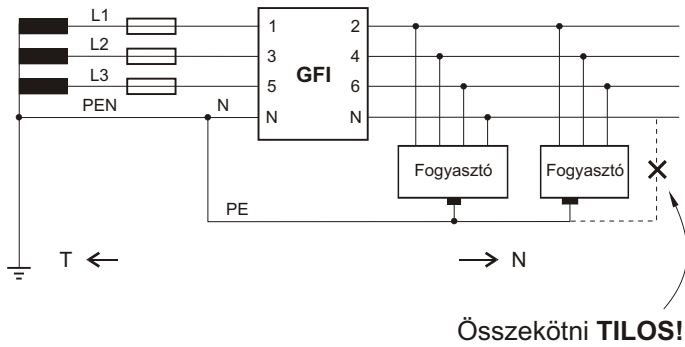 L1
L2
L3
PEN
N
1
3
5
N
GFI
2
4
6
N
Fogyasztó
Fogyasztó
PE
T
N
Összekötni TILOS!